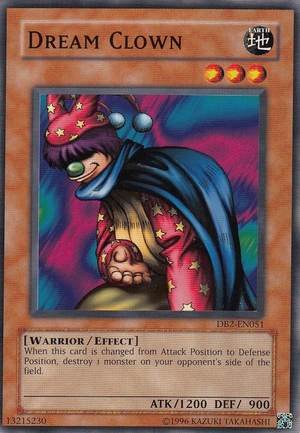 DREAM CLOWN
EARTH
地
DB2-EN051
[WARRIOR / EFFECT]
When this card is changed from Attack Position to Defense
Position, destroy 1 monster on your opponent's side of the
field.
ATK/1200 DEF/ 900
13215230
©1996 KAZUKI TAKAHASHI